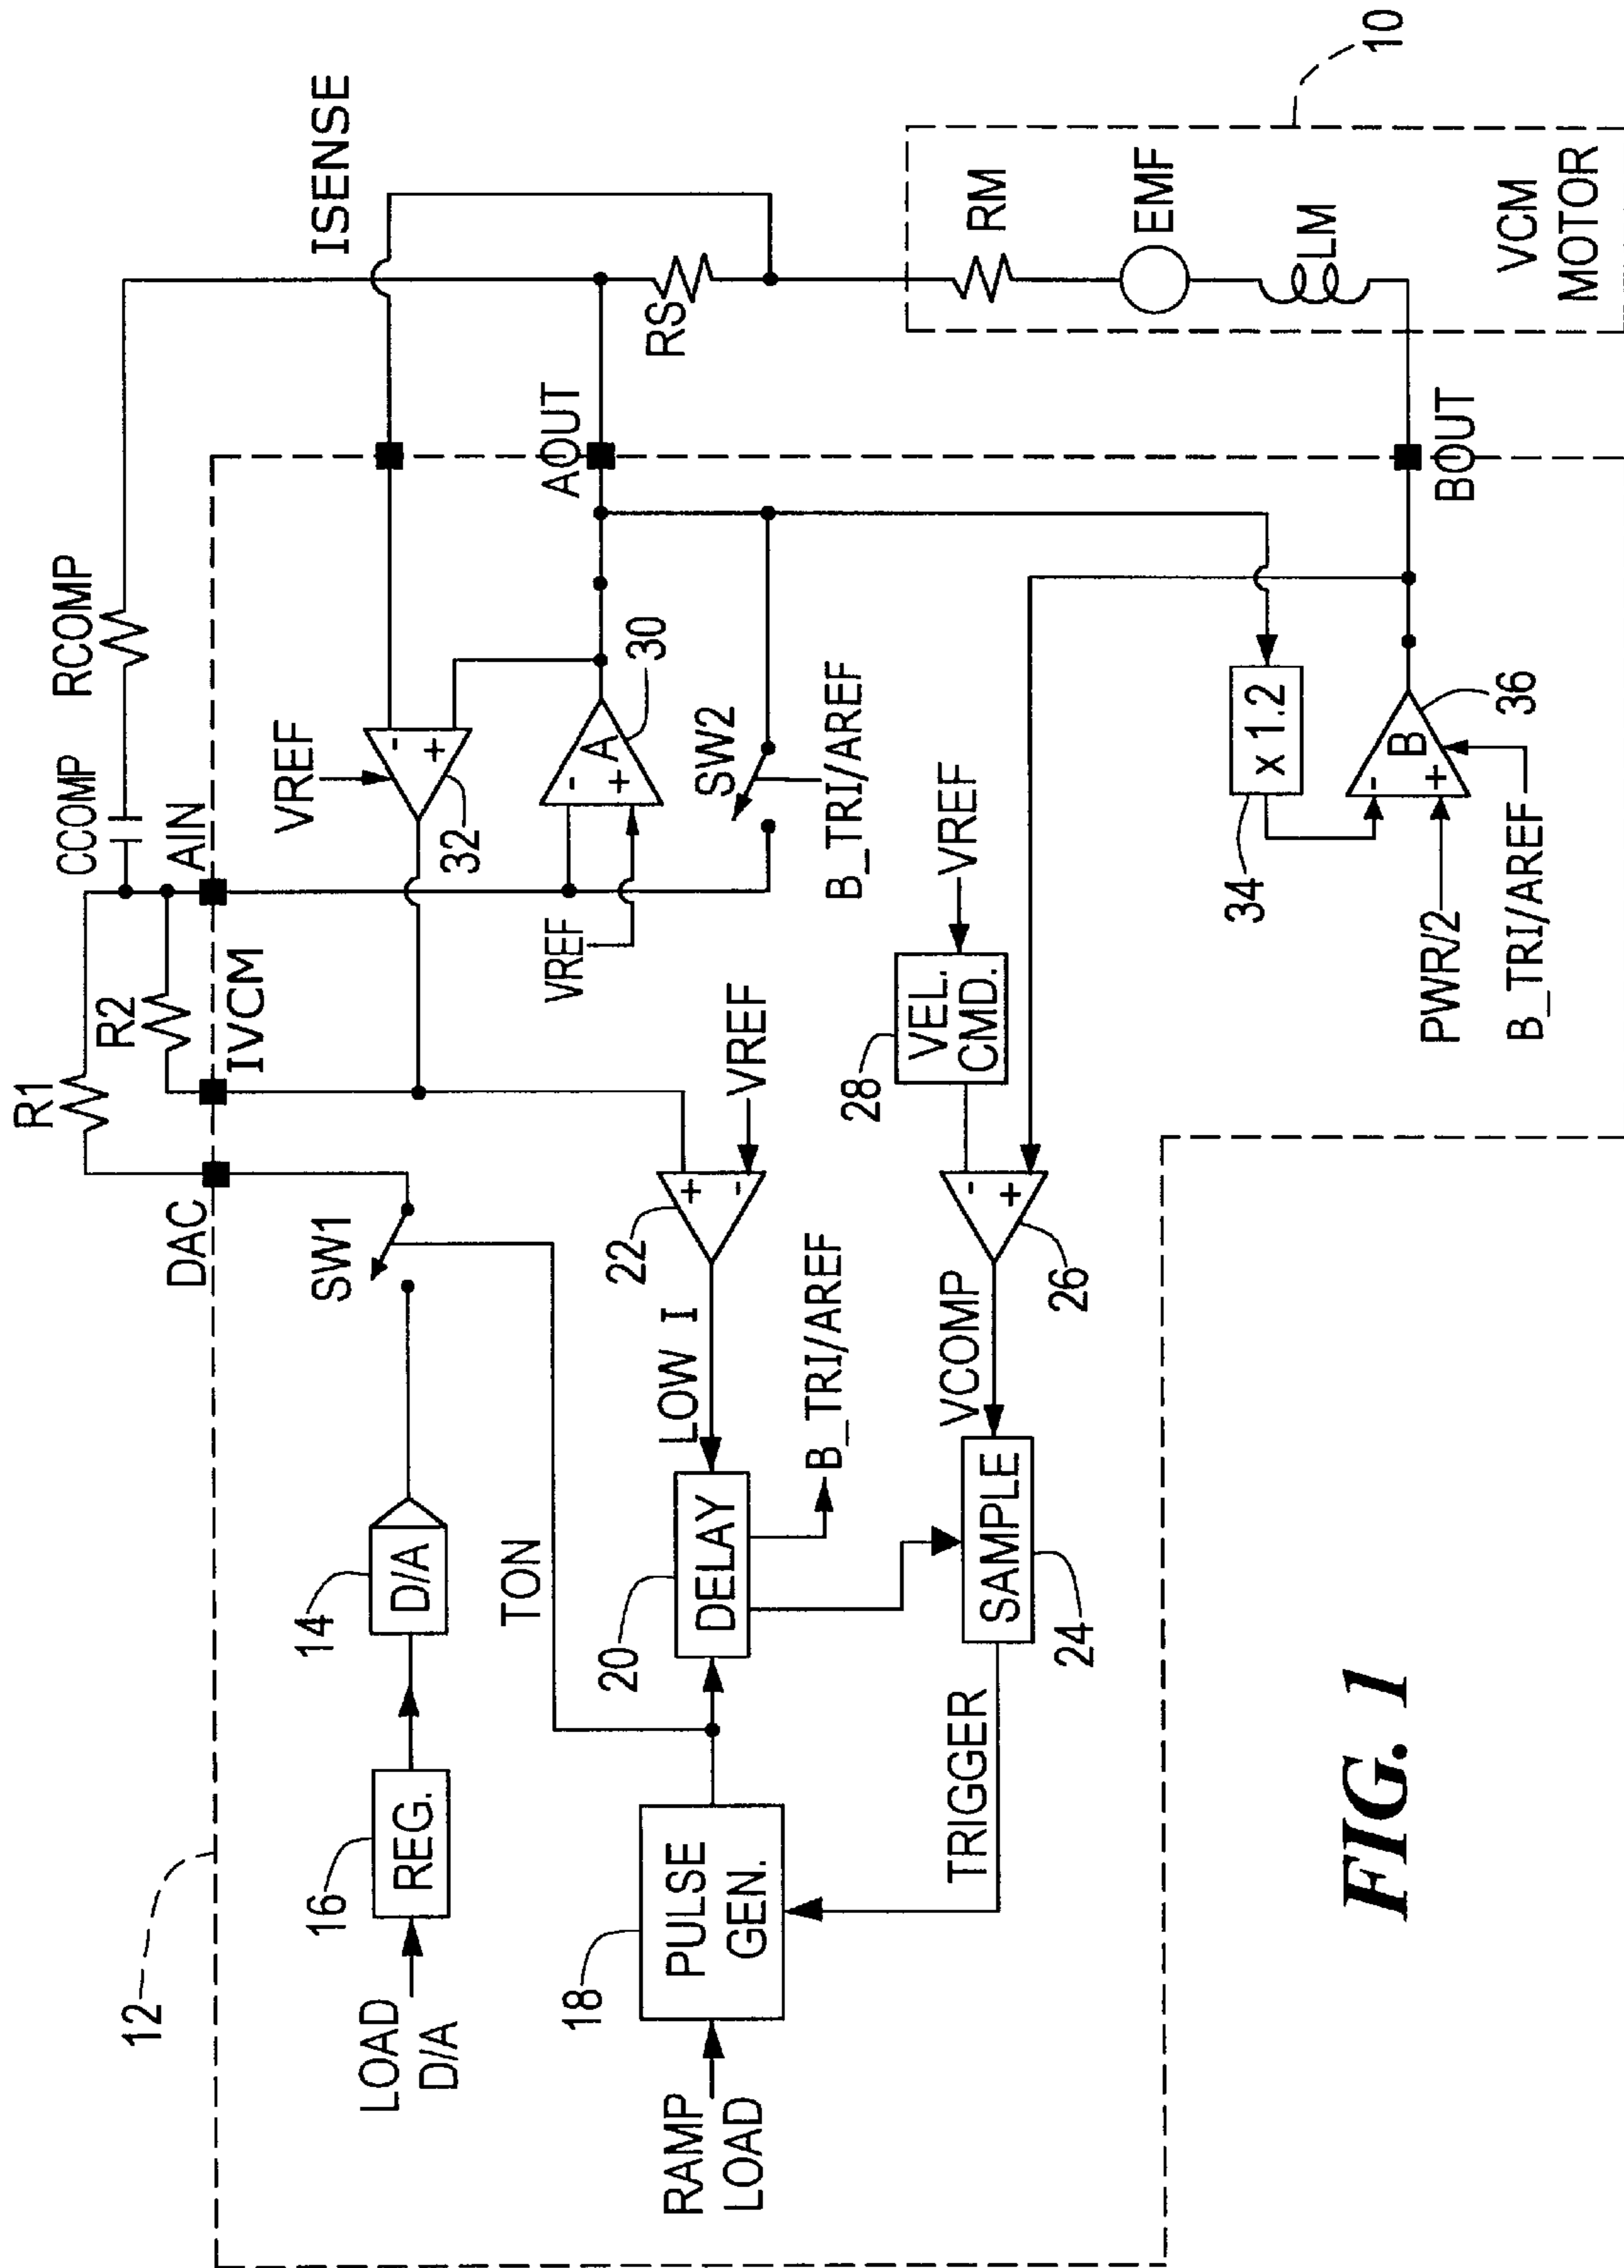 12
LOAD
D/A
16
REG.
14
D/A
SW1
DAC
R1
R2
IVCM
AIN
CCOMP
RCOMP
ISENSE
TON
VREF
32
-
+
A
-
+
30
VREF
AOUT
RS
SW2
B_TRI/AREF
RAMP
LOAD
18
PULSE
GEN.
20
DELAY
LOW I
22
+
-
VREF
B_TRI/AREF
TRIGGER
24
SAMPLE
VCOMP
26
-
+
28
VEL.
CMD.
VREF
34
x 1.2
B
-
+
36
PWR/2
B_TRI/AREF
BOUT
10
RM
EMF
LM
VCM
MOTOR
FIG. 1